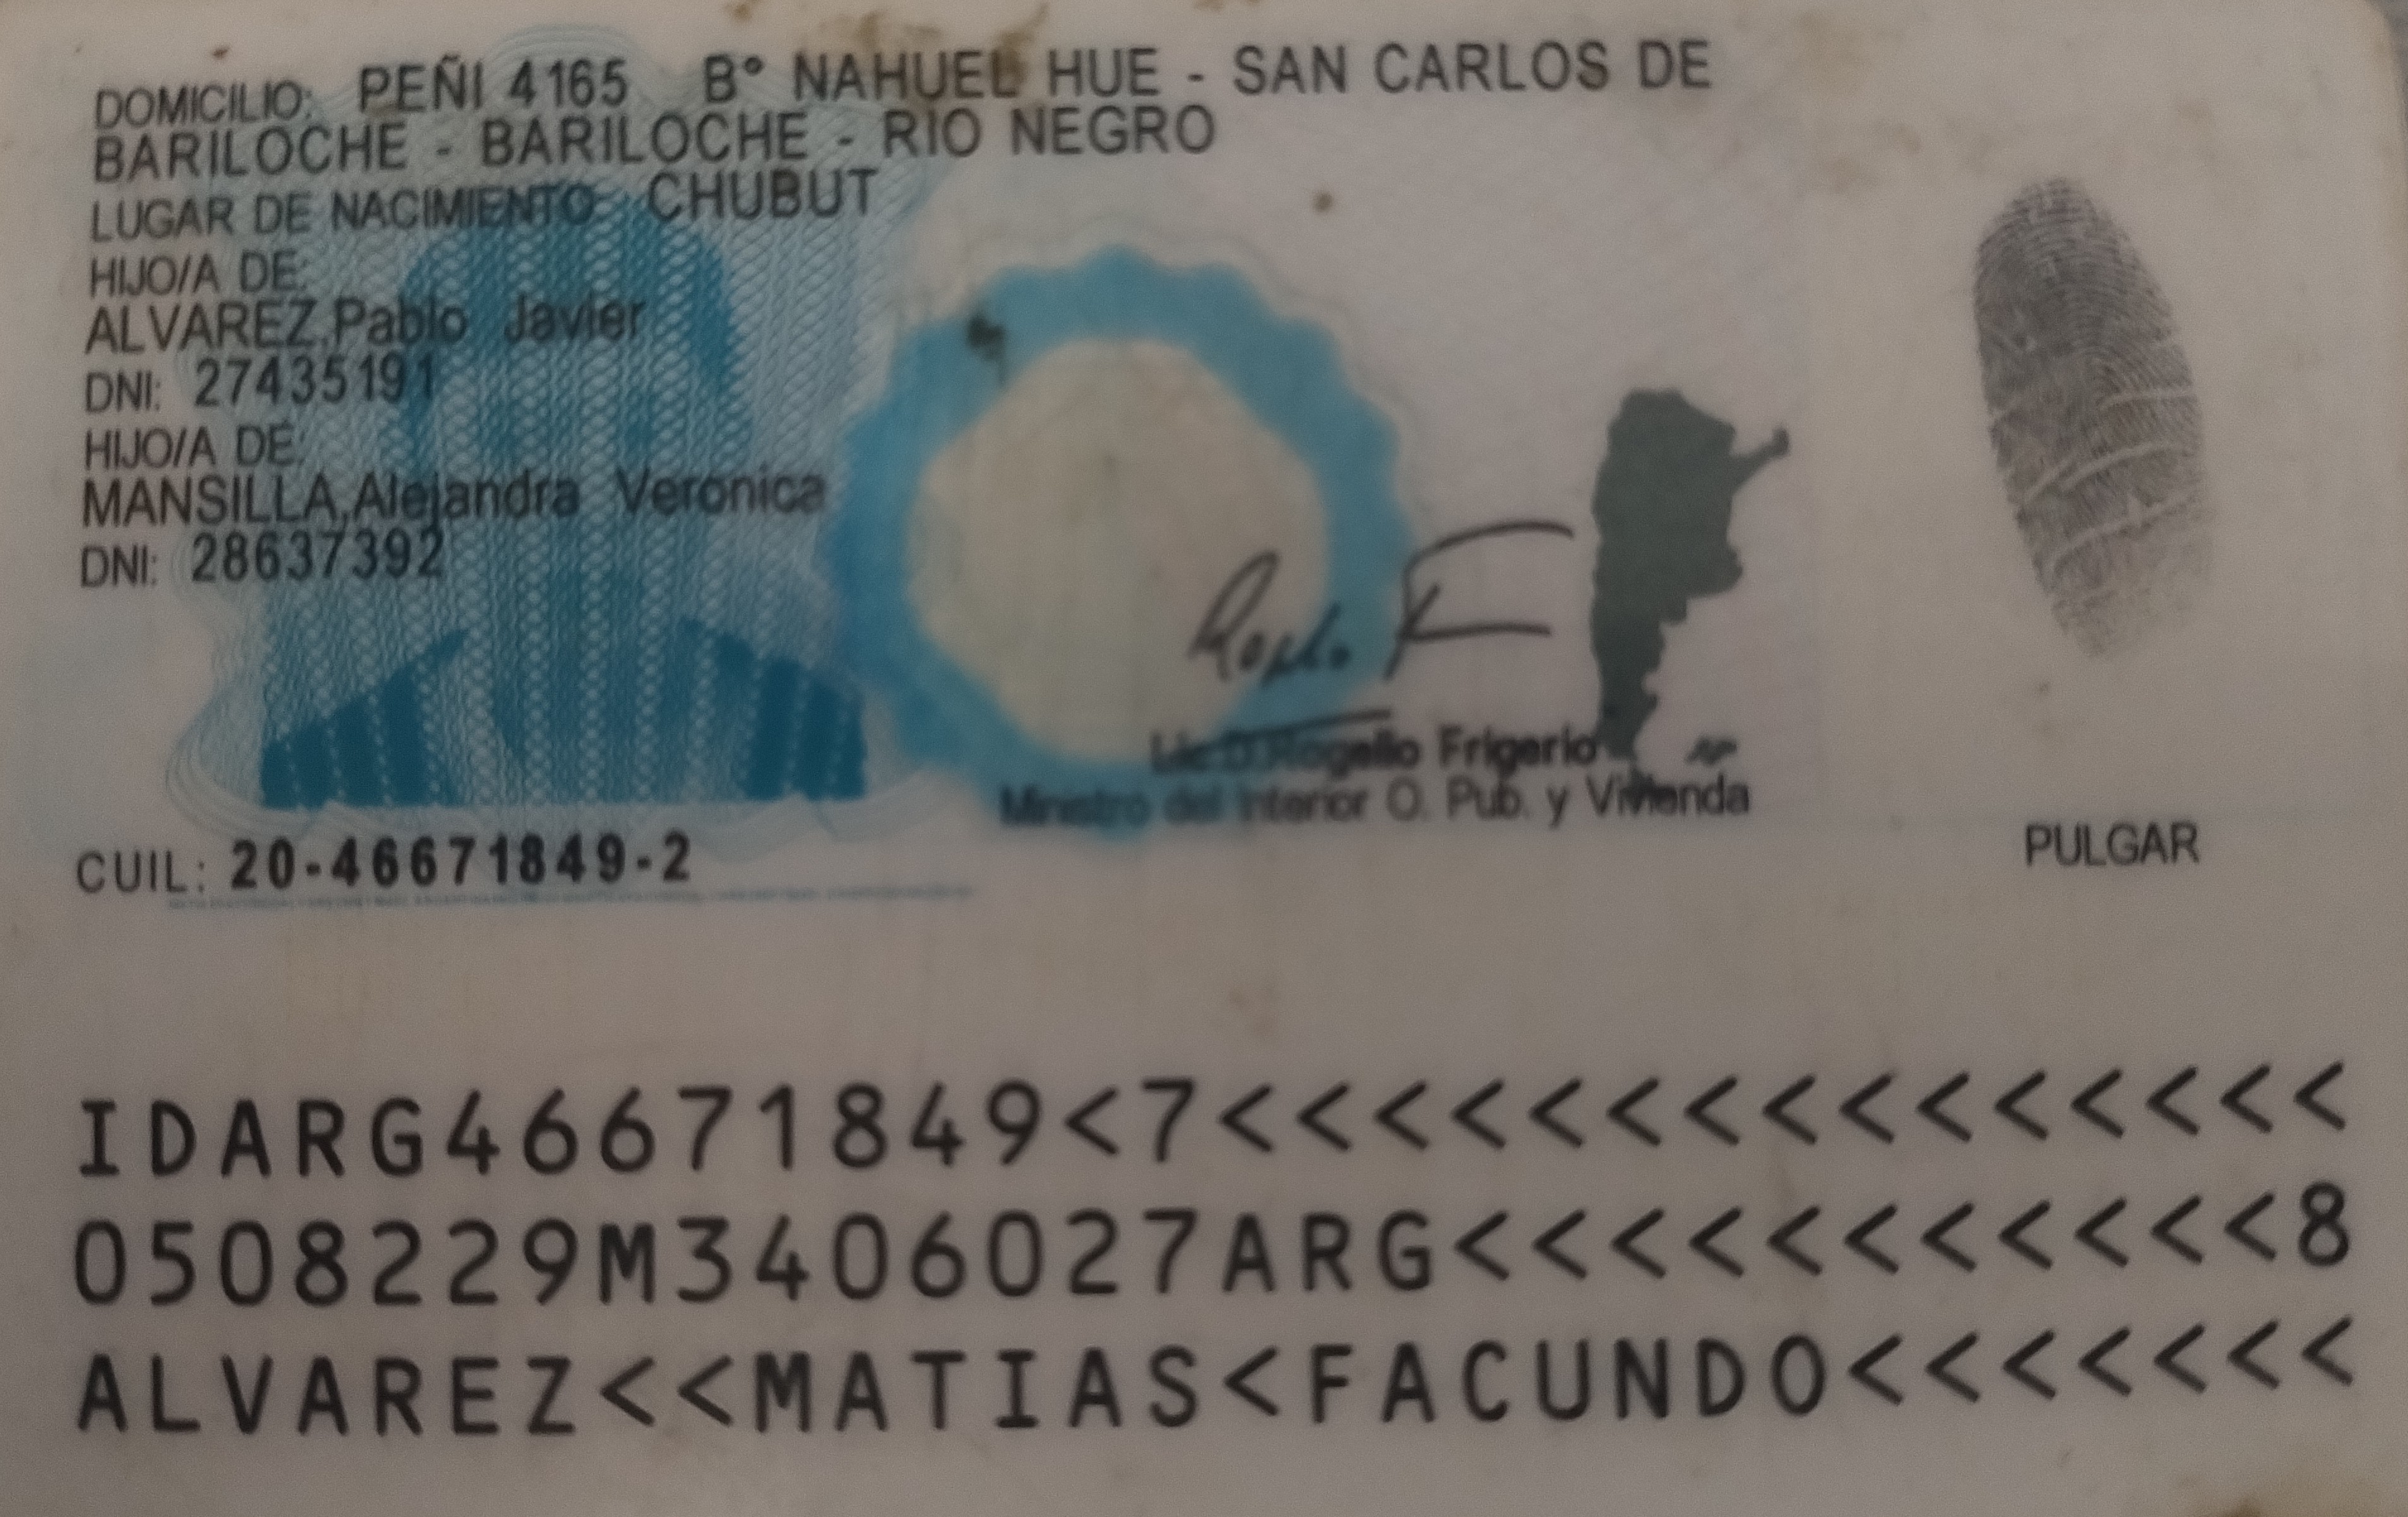 DOMICILIO: PEÑI 4165 B° NAHUEL HUE - SAN CARLOS DE
BARILOCHE - BARILOCHE - RIO NEGRO
LUGAR DE NACIMIENTO: CHUBUT
HIJO/A DE:
ALVAREZ,Pablo Javier
DNI: 27435191
HIJO/A DE:
MANSILLA,Alejandra Veronica
DNI: 28637392
Lic.D.Rogelio Frigerio
Ministro del Interior O. Pub. y Vivienda
CUIL: 20-46671849-2
PULGAR
IDARG46671849<7<<<<<<<<<<<<<<<
0508229M3406027ARG<<<<<<<<<<<8
ALVAREZ<<MATIAS<FACUNDO<<<<<<<